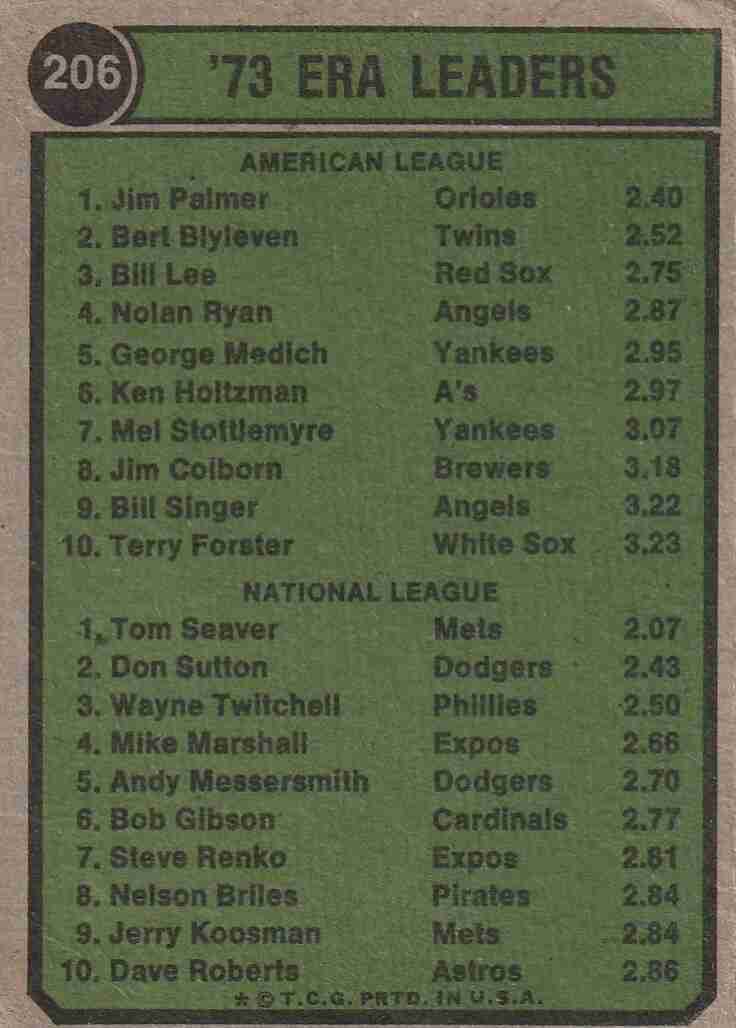 206 '73 ERA LEADERS
AMERICAN LEAGUE
1. Jim Palmer Orioles 2.40
2. Bert Blyleven Twins 2.52
3. Bill Lee Red Sox 2.75
4. Nolan Ryan Angels 2.87
5. George Medich Yankees 2.95
6. Ken Holtzman A's 2.97
7. Mel Stottlemyre Yankees 3.07
8. Jim Colborn Brewers 3.18
9. Bill Singer Angels 3.22
10. Terry Forster White Sox 3.23
NATIONAL LEAGUE
1. Tom Seaver Mets 2.07
2. Don Sutton Dodgers 2.43
3. Wayne Twitchell Phillies 2.50
4. Mike Marshall Expos 2.66
5. Andy Messersmith Dodgers 2.70
6. Bob Gibson Cardinals 2.77
7. Steve Renko Expos 2.81
8. Nelson Briles Pirates 2.84
9. Jerry Koosman Mets 2.84
10. Dave Roberts Astros 2.86
* © T.C.G. PRTD. IN U.S.A.